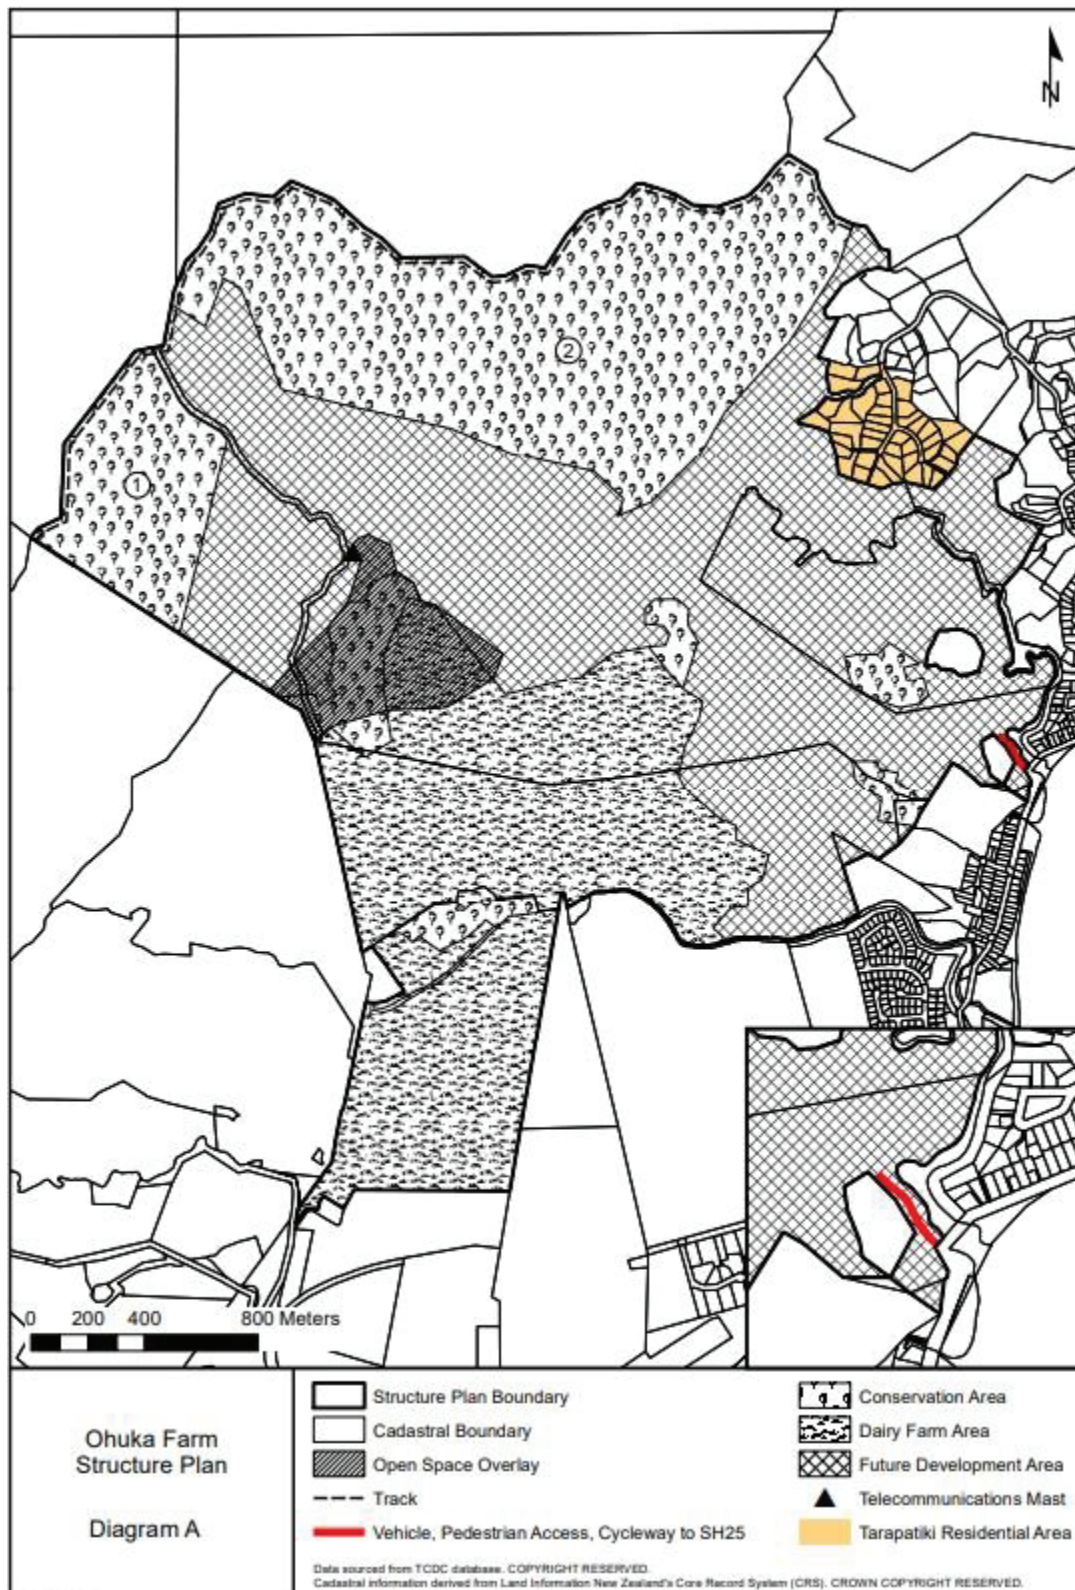 N
2
1
0 200 400 800 Meters
Ohuka Farm
Structure Plan
Diagram A
Structure Plan Boundary
Cadastral Boundary
Open Space Overlay
Track
Vehicle, Pedestrian Access, Cycleway to SH25
Conservation Area
Dairy Farm Area
Future Development Area
Telecommunications Mast
Tarapatiki Residential Area
Data sourced from TCDC database. COPYRIGHT RESERVED.
Cadastral information derived from Land Information New Zealand's Core Record System (CRS). CROWN COPYRIGHT RESERVED.